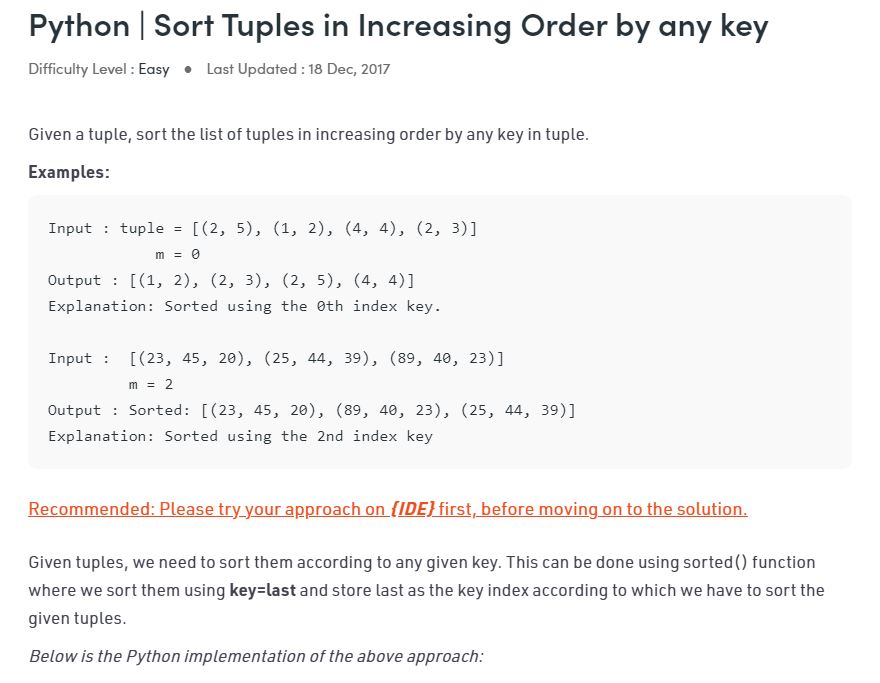 Python | Sort Tuples in Increasing Order by any key
Difficulty Level : Easy ● Last Updated : 18 Dec, 2017
Given a tuple, sort the list of tuples in increasing order by any key in tuple.
Examples:
Input : tuple = [(2, 5), (1, 2), (4, 4), (2, 3)]
m = 0
Output : [(1, 2), (2, 3), (2, 5), (4, 4)]
Explanation: Sorted using the 0th index key.
Input : [(23, 45, 20), (25, 44, 39), (89, 40, 23)]
m = 2
Output : Sorted: [(23, 45, 20), (89, 40, 23), (25, 44, 39)]
Explanation: Sorted using the 2nd index key
Recommended: Please try your approach on {IDE} first, before moving on to the solution.
Given tuples, we need to sort them according to any given key. This can be done using sorted() function
where we sort them using key=last and store last as the key index according to which we have to sort the
given tuples.
Below is the Python implementation of the above approach: